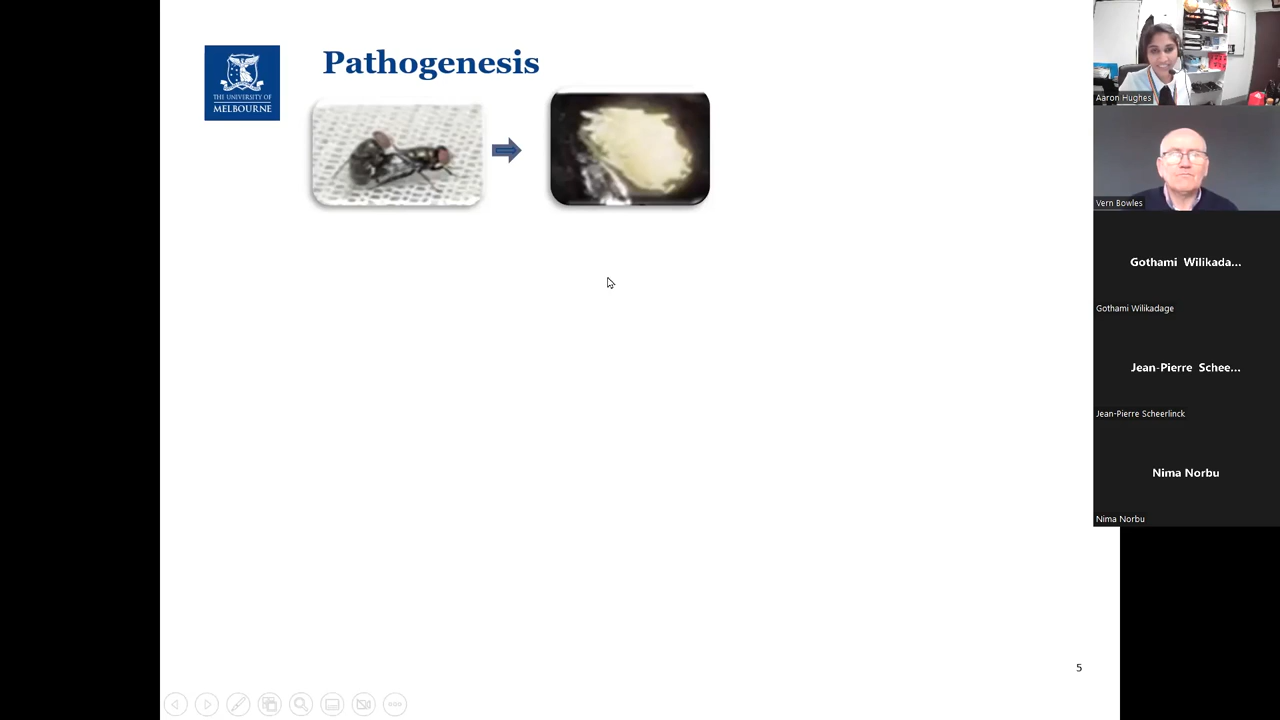 THE UNIVERSITY OF
MELBOURNE
Pathogenesis
5
Aaron Hughes
Vern Bowles
Gothami Wilikada...
Gothami Wilikadage
Jean-Pierre Schee...
Jean-Pierre Scheerlinck
Nima Norbu
Nima Norbu